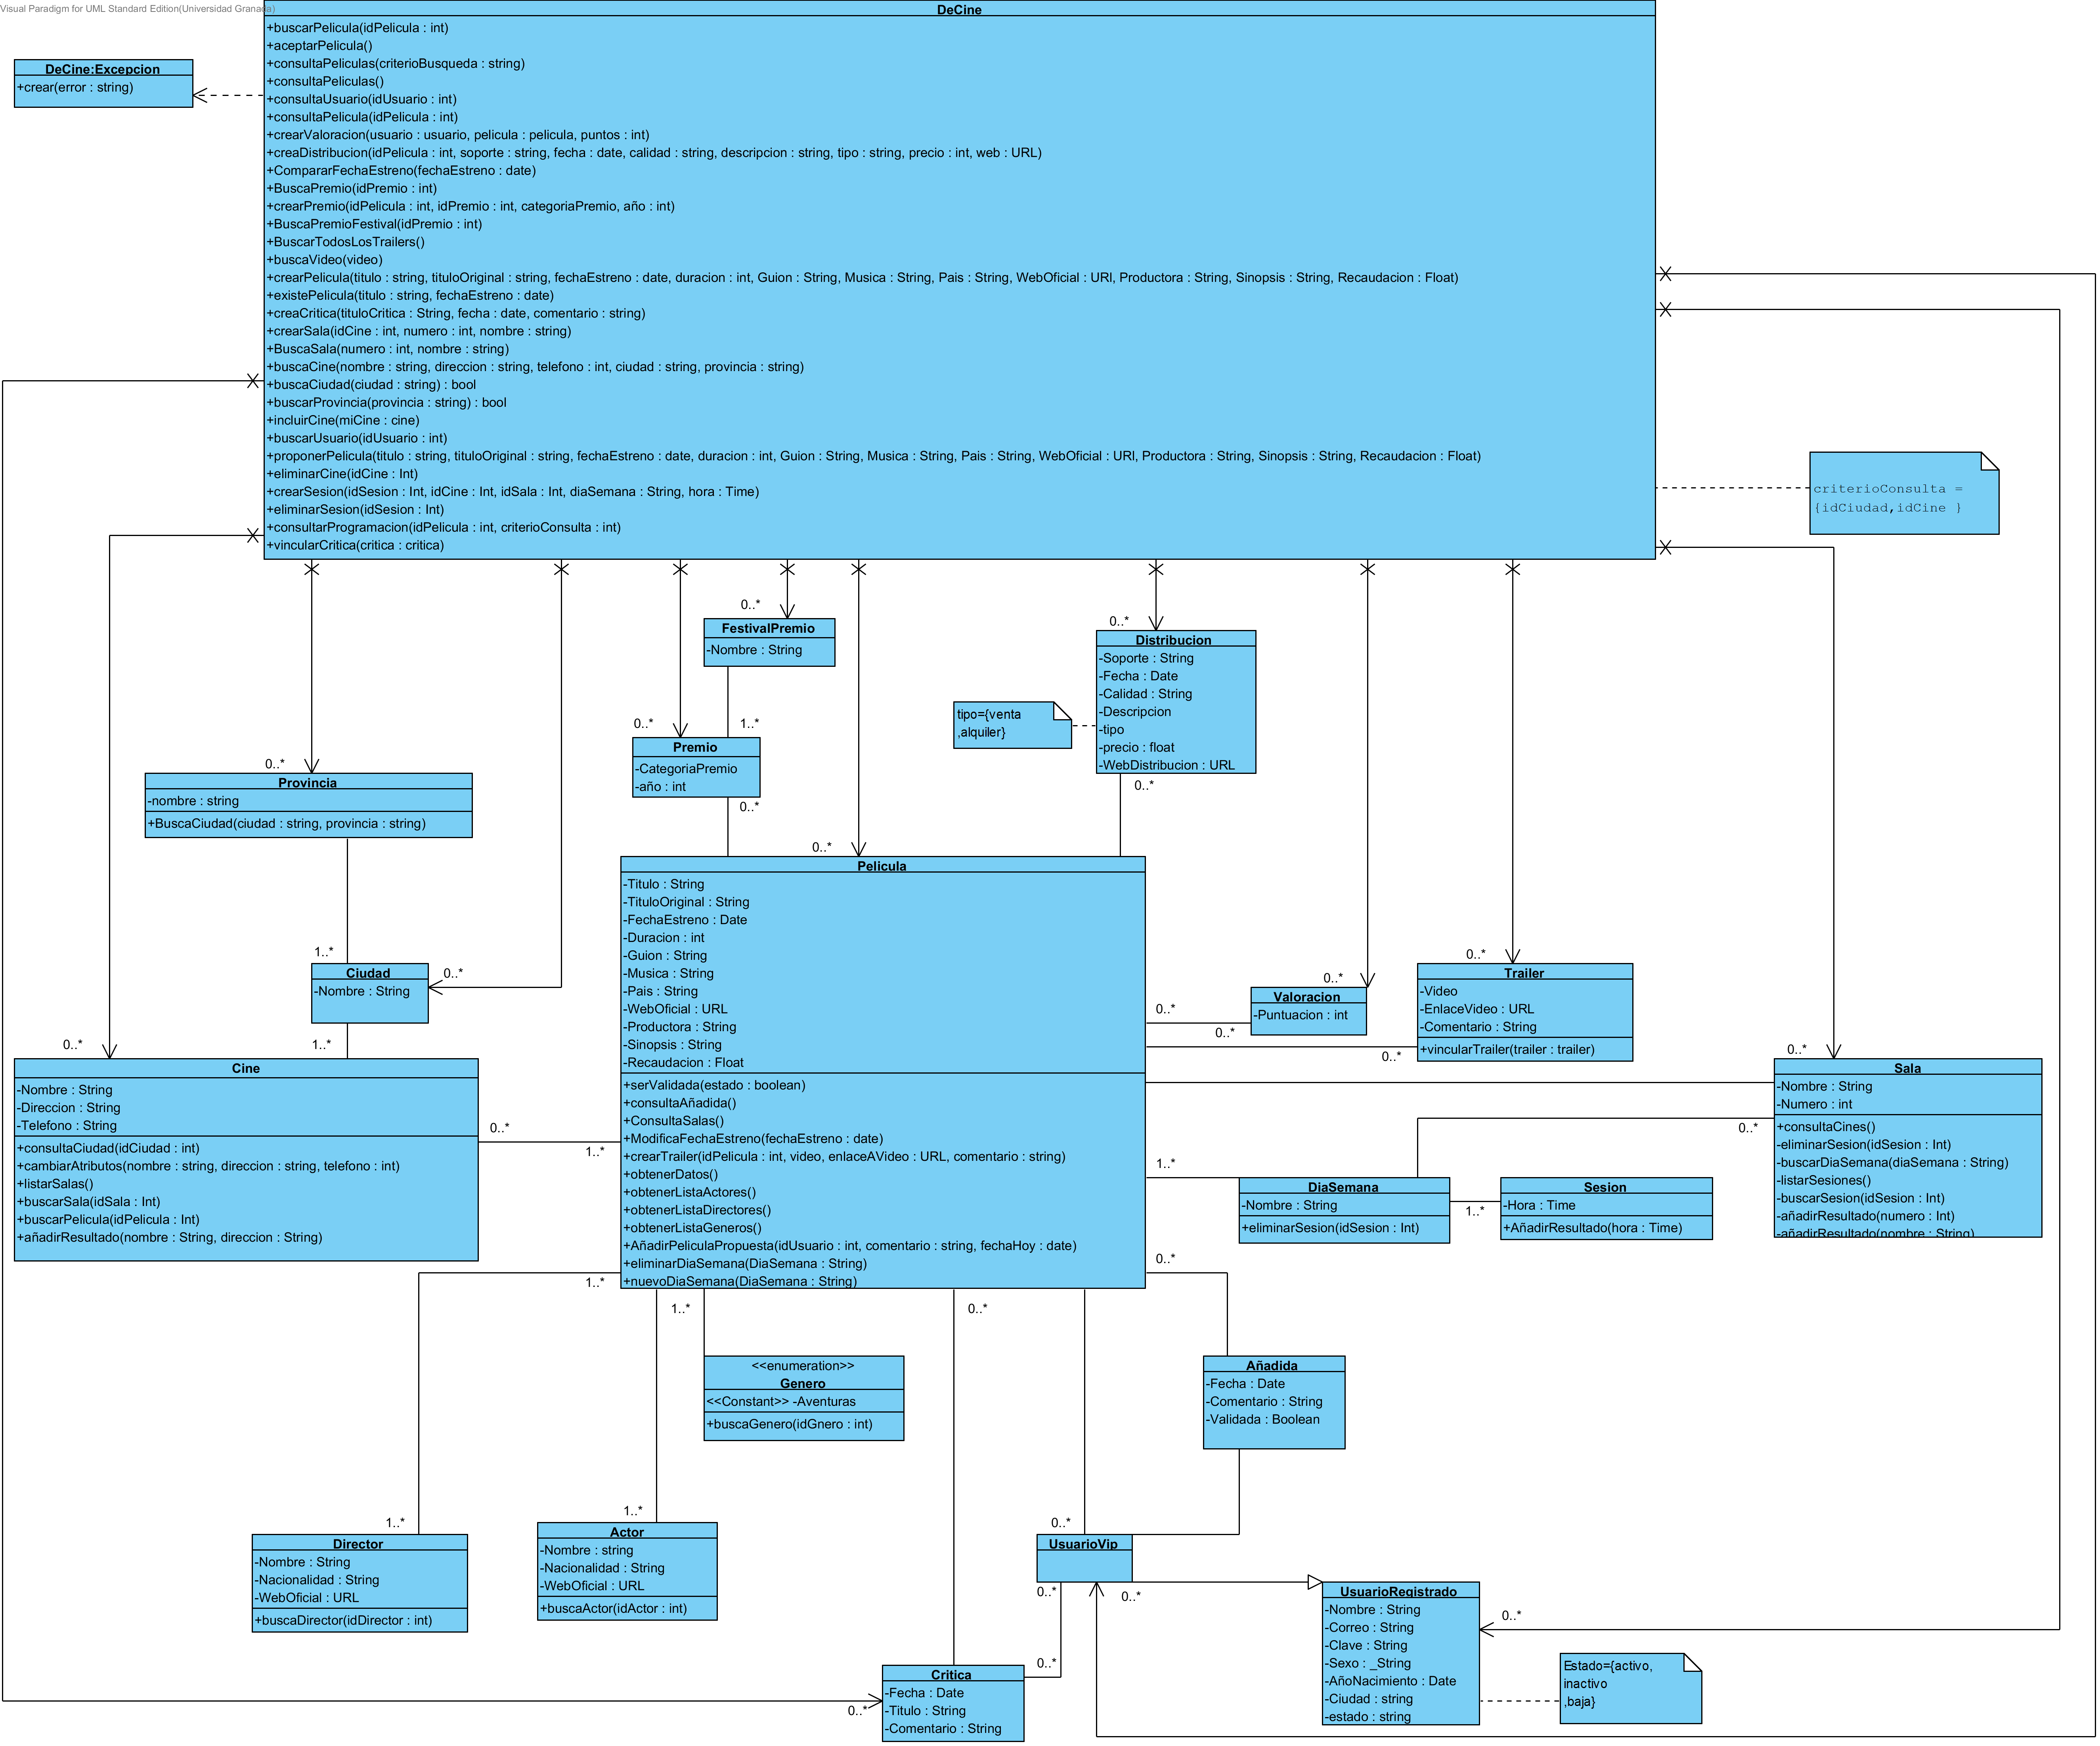 Visual Paradigm for UML Standard Edition(Universidad Granada)
DeCine
+buscarPelicula(idPelicula : int)
+aceptarPelicula()
+consultaPeliculas(criterioBusqueda : string)
+consultaPeliculas()
+consultaUsuario(idUsuario : int)
+consultaPelicula(idPelicula : int)
+crearValoracion(usuario : usuario, pelicula : pelicula, puntos : int)
+creaDistribucion(idPelicula : int, soporte : string, fecha : date, calidad : string, descripcion : string, tipo : string, precio : int, web : URL)
+CompararFechaEstreno(fechaEstreno : date)
+BuscaPremio(idPremio : int)
+crearPremio(idPelicula : int, idPremio : int, categoriaPremio, año : int)
+BuscaPremioFestival(idPremio : int)
+BuscarTodosLosTrailers()
+buscaVideo(video)
+crearPelicula(titulo : string, tituloOriginal : string, fechaEstreno : date, duracion : int, Guion : String, Musica : String, Pais : String, WebOficial : URl, Productora : String, Sinopsis : String, Recaudacion : Float)
+existePelicula(titulo : string, fechaEstreno : date)
+creaCritica(tituloCritica : String, fecha : date, comentario : string)
+crearSala(idCine : int, numero : int, nombre : string)
+BuscaSala(numero : int, nombre : string)
+buscaCine(nombre : string, direccion : string, telefono : int, ciudad : string, provincia : string)
+buscaCiudad(ciudad : string) : bool
+buscarProvincia(provincia : string) : bool
+incluirCine(miCine : cine)
+buscarUsuario(idUsuario : int)
+proponerPelicula(titulo : string, tituloOriginal : string, fechaEstreno : date, duracion : int, Guion : String, Musica : String, Pais : String, WebOficial : URl, Productora : String, Sinopsis : String, Recaudacion : Float)
+eliminarCine(idCine : Int)
+crearSesion(idSesion : Int, idCine : Int, idSala : Int, diaSemana : String, hora : Time)
+eliminarSesion(idSesion : Int)
+consultarProgramacion(idPelicula : int, criterioConsulta : int)
+vincularCritica(critica : critica)
DeCine:Excepcion
+crear(error : string)
criterioConsulta =
{idCiudad,idCine }
0..*
FestivalPremio
-Nombre : String
0..*
Distribucion
-Soporte : String
-Fecha : Date
-Calidad : String
-Descripcion
-tipo
-precio : float
-WebDistribucion : URL
0..*
tipo={venta
,alquiler}
0..*
1..*
Premio
-CategoriaPremio
-año : int
0..*
0..*
Provincia
-nombre : string
+BuscaCiudad(ciudad : string, provincia : string)
1..*
Ciudad
-Nombre : String
0..*
1..*
0..*
Cine
-Nombre : String
-Direccion : String
-Telefono : String
+consultaCiudad(idCiudad : int)
+cambiarAtributos(nombre : string, direccion : string, telefono : int)
+listarSalas()
+buscarSala(idSala : Int)
+buscarPelicula(idPelicula : Int)
+añadirResultado(nombre : String, direccion : String)
0..*
1..*
0..*
Pelicula
-Titulo : String
-TituloOriginal : String
-FechaEstreno : Date
-Duracion : int
-Guion : String
-Musica : String
-Pais : String
-WebOficial : URL
-Productora : String
-Sinopsis : String
-Recaudacion : Float
+serValidada(estado : boolean)
+consultaAñadida()
+ConsultaSalas()
+ModificaFechaEstreno(fechaEstreno : date)
+crearTrailer(idPelicula : int, video, enlaceAVideo : URL, comentario : string)
+obtenerDatos()
+obtenerListaActores()
+obtenerListaDirectores()
+obtenerListaGeneros()
+AñadirPeliculaPropuesta(idUsuario : int, comentario : string, fechaHoy : date)
+eliminarDiaSemana(DiaSemana : String)
+nuevoDiaSemana(DiaSemana : String)
0..*
0..*
0..*
Valoracion
-Puntuacion : int
0..*
Trailer
-Video
-EnlaceVideo : URL
-Comentario : String
+vincularTrailer(trailer : trailer)
0..*
0..*
Sala
-Nombre : String
-Numero : int
+consultaCines()
-eliminarSesion(idSesion : Int)
-buscarDiaSemana(diaSemana : String)
-listarSesiones()
-buscarSesion(idSesion : Int)
-añadirResultado(numero : Int)
-añadirResultado(nombre : String)
0..*
1..*
DiaSemana
-Nombre : String
+eliminarSesion(idSesion : Int)
1..*
Sesion
-Hora : Time
+AñadirResultado(hora : Time)
1..*
1..*
0..*
0..*
<<enumeration>>
Genero
<<Constant>> -Aventuras
+buscaGenero(idGnero : int)
Añadida
-Fecha : Date
-Comentario : String
-Validada : Boolean
1..*
Director
-Nombre : String
-Nacionalidad : String
-WebOficial : URL
+buscaDirector(idDirector : int)
1..*
Actor
-Nombre : string
-Nacionalidad : String
-WebOficial : URL
+buscaActor(idActor : int)
0..*
UsuarioVip
0..*
0..*
UsuarioRegistrado
-Nombre : String
-Correo : String
-Clave : String
-Sexo : _String
-AñoNacimiento : Date
-Ciudad : string
-estado : string
0..*
Estado={activo,
inactivo
,baja}
0..*
Critica
-Fecha : Date
-Titulo : String
-Comentario : String
0..*